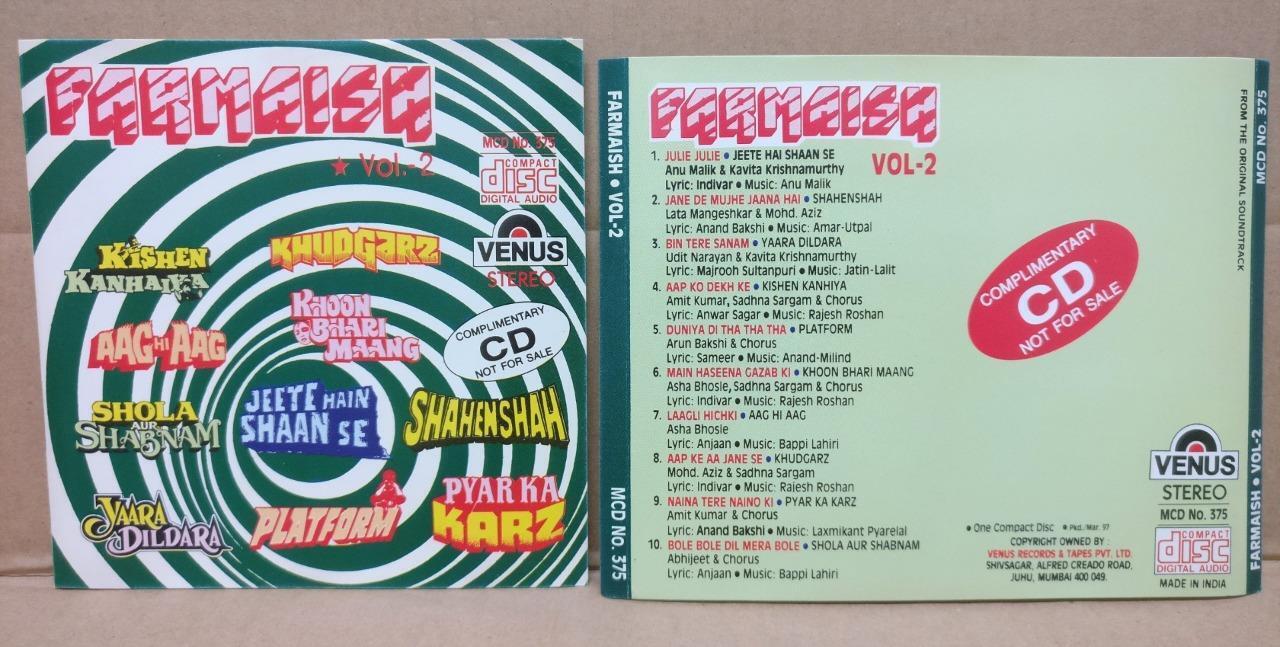 FARMAISH
★ VOL.-2
MCD No. 375
COMPACT
disc
DIGITAL AUDIO
VENUS
STEREO
KISHEN
KANHAIYA
KHUDGARZ
AAG HI AAG
KHOON
BHARI
MAANG
COMPLIMENTARY
CD
NOT FOR SALE
SHOLA
AUR
SHABNAM
JEETE HAIN
SHAAN SE
SHAHENSHAH
YAARA
DILDARA
PLATFORM
PYAR KA
KARZ
FARMAISH • VOL-2
MCD NO. 375
FARMAISH
VOL-2
1. JULIE JULIE • JEETE HAI SHAAN SE
Anu Malik & Kavita Krishnamurthy
Lyric: Indivar • Music: Anu Malik
2. JANE DE MUJHE JAANA HAI • SHAHENSHAH
Lata Mangeshkar & Mohd. Aziz
Lyric: Anand Bakshi • Music: Amar-Utpal
3. BIN TERE SANAM • YAARA DILDARA
Udit Narayan & Kavita Krishnamurthy
Lyric: Majrooh Sultanpuri • Music: Jatin-Lalit
4. AAP KO DEKH KE • KISHEN KANHIYA
Amit Kumar, Sadhna Sargam & Chorus
Lyric: Anwar Sagar • Music: Rajesh Roshan
5. DUNIYA DI THA THA THA • PLATFORM
Arun Bakshi & Chorus
Lyric: Sameer • Music: Anand-Milind
6. MAIN HASEENA GAZAB KI • KHOON BHARI MAANG
Asha Bhosle, Sadhna Sargam & Chorus
Lyric: Indivar • Music: Rajesh Roshan
7. LAAGLI HICHKI • AAG HI AAG
Asha Bhosle
Lyric: Anjaan • Music: Bappi Lahiri
8. AAP KE AA JANE SE • KHUDGARZ
Mohd. Aziz & Sadhna Sargam
Lyric: Indivar • Music: Rajesh Roshan
9. NAINA TERE NAINO KI • PYAR KA KARZ
Amit Kumar & Chorus
Lyric: Anand Bakshi • Music: Laxmikant Pyarelal
10. BOLE BOLE DIL MERA BOLE • SHOLA AUR SHABNAM
Abhijeet & Chorus
Lyric: Anjaan • Music: Bappi Lahiri
COMPLIMENTARY
CD
NOT FOR SALE
• One Compact Disc • Pkd./Mar. 97
COPYRIGHT OWNED BY :
VENUS RECORDS & TAPES PVT. LTD.
SHIVSAGAR, ALFRED CREADO ROAD,
JUHU, MUMBAI 400 049.
VENUS
STEREO
MCD No. 375
COMPACT
disc
DIGITAL AUDIO
MADE IN INDIA
FROM THE ORIGINAL SOUNDTRACK
MCD NO. 375
FARMAISH • VOL-2